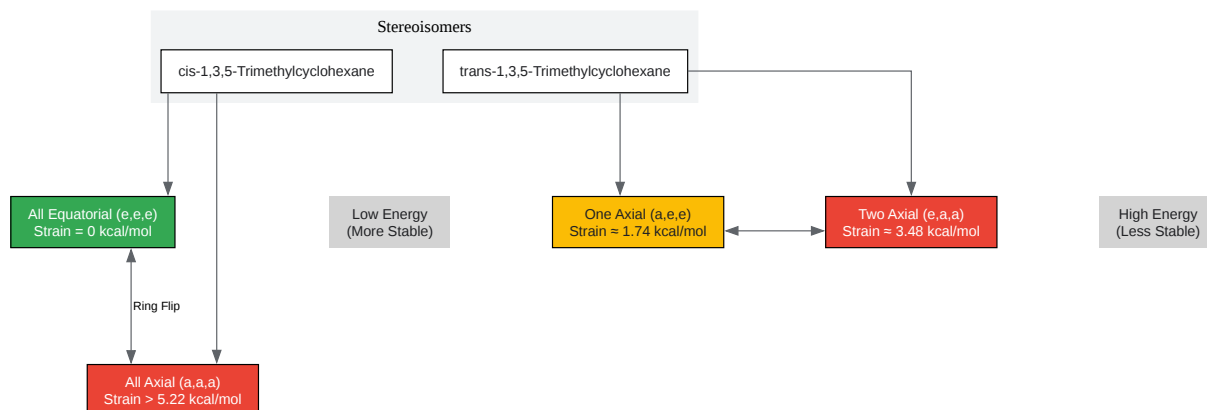 Stereoisomers
cis-1,3,5-Trimethylcyclohexane
trans-1,3,5-Trimethylcyclohexane
All Equatorial (e,e,e)
Strain = 0 kcal/mol
Low Energy
(More Stable)
One Axial (a,e,e)
Strain ≈ 1.74 kcal/mol
Two Axial (e,a,a)
Strain ≈ 3.48 kcal/mol
High Energy
(Less Stable)
Ring Flip
All Axial (a,a,a)
Strain > 5.22 kcal/mol